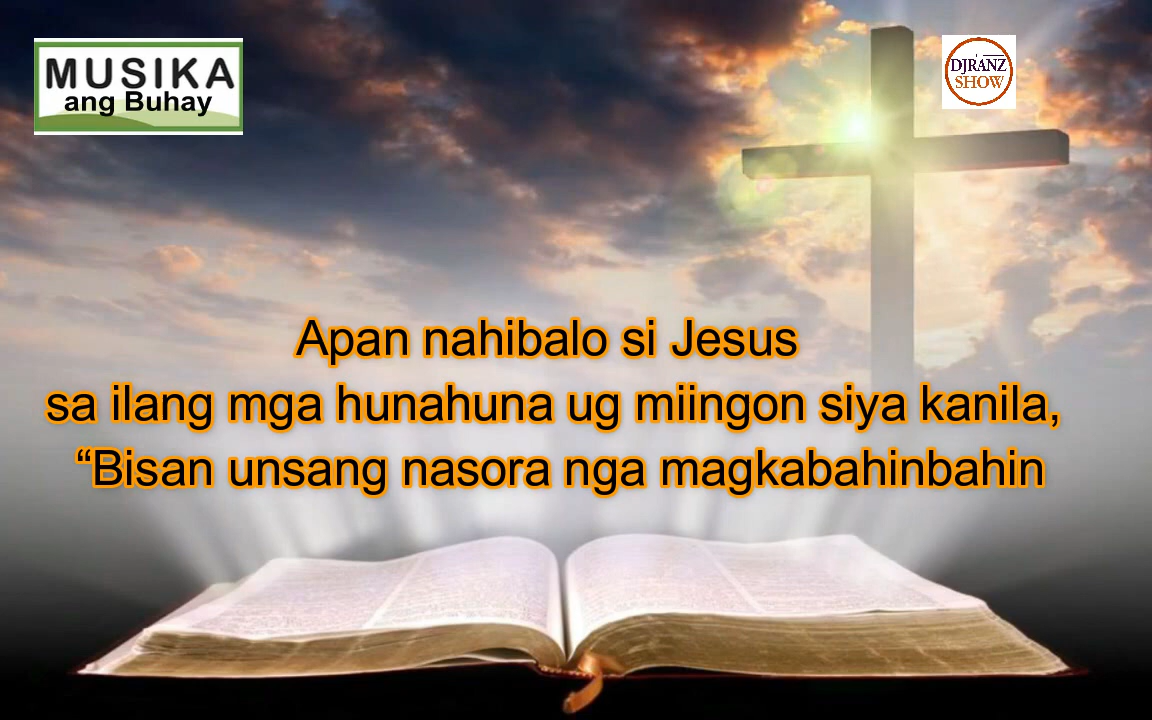 MUSIKA
ang Buhay
DJRANZ
SHOW
Apan nahibalo si Jesus
sa ilang mga hunahuna ug miingon siya kanila,
“Bisan unsang nasora nga magkabahinbahin